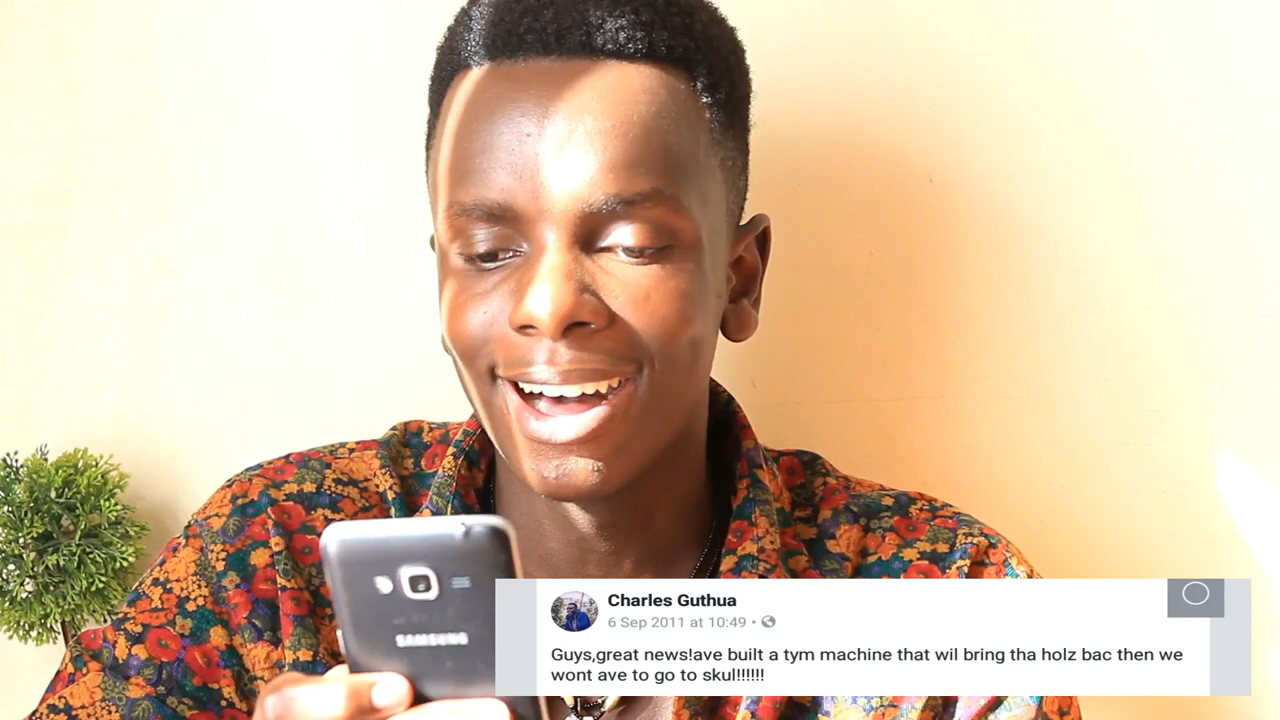 SAMSUNG
Charles Guthua
6 Sep 2011 at 10:49 •
Guys,great news!ave built a tym machine that wil bring tha holz bac then we
wont ave to go to skul!!!!!!